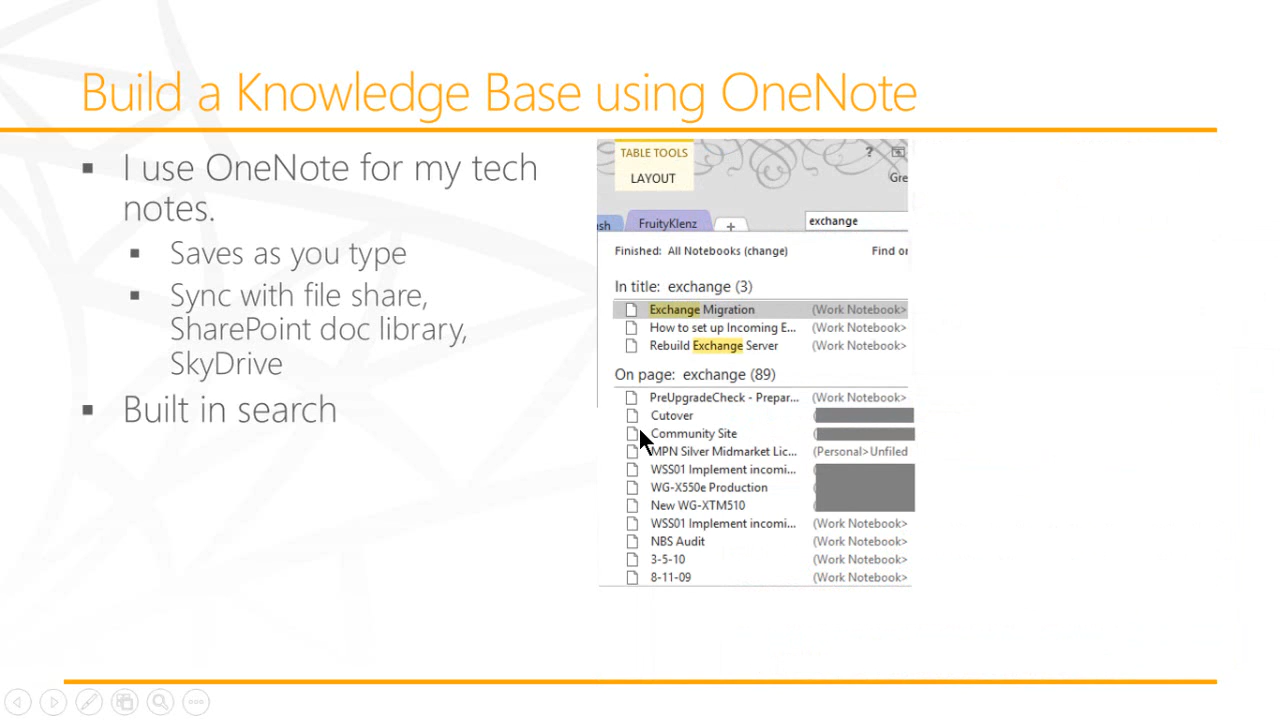 Build a Knowledge Base using OneNote
I use OneNote for my tech
notes.
Saves as you type
Sync with file share,
SharePoint doc library,
SkyDrive
Built in search
TABLE TOOLS
?
LAYOUT
Gre
sh
FruityKlenz
+
exchange
Finished: All Notebooks (change)
Find or
In title: exchange (3)
Exchange Migration (Work Notebook>
How to set up Incoming E... (Work Notebook>
Rebuild Exchange Server (Work Notebook>
On page: exchange (89)
PreUpgradeCheck - Prepar... (Work Notebook>
Cutover
Community Site
MPN Silver Midmarket Lic... (Personal>Unfiled
WSS01 Implement incomi...
WG-X550e Production
New WG-XTM510
WSS01 Implement incomi... (Work Notebook>
NBS Audit (Work Notebook>
3-5-10 (Work Notebook>
8-11-09 (Work Notebook>